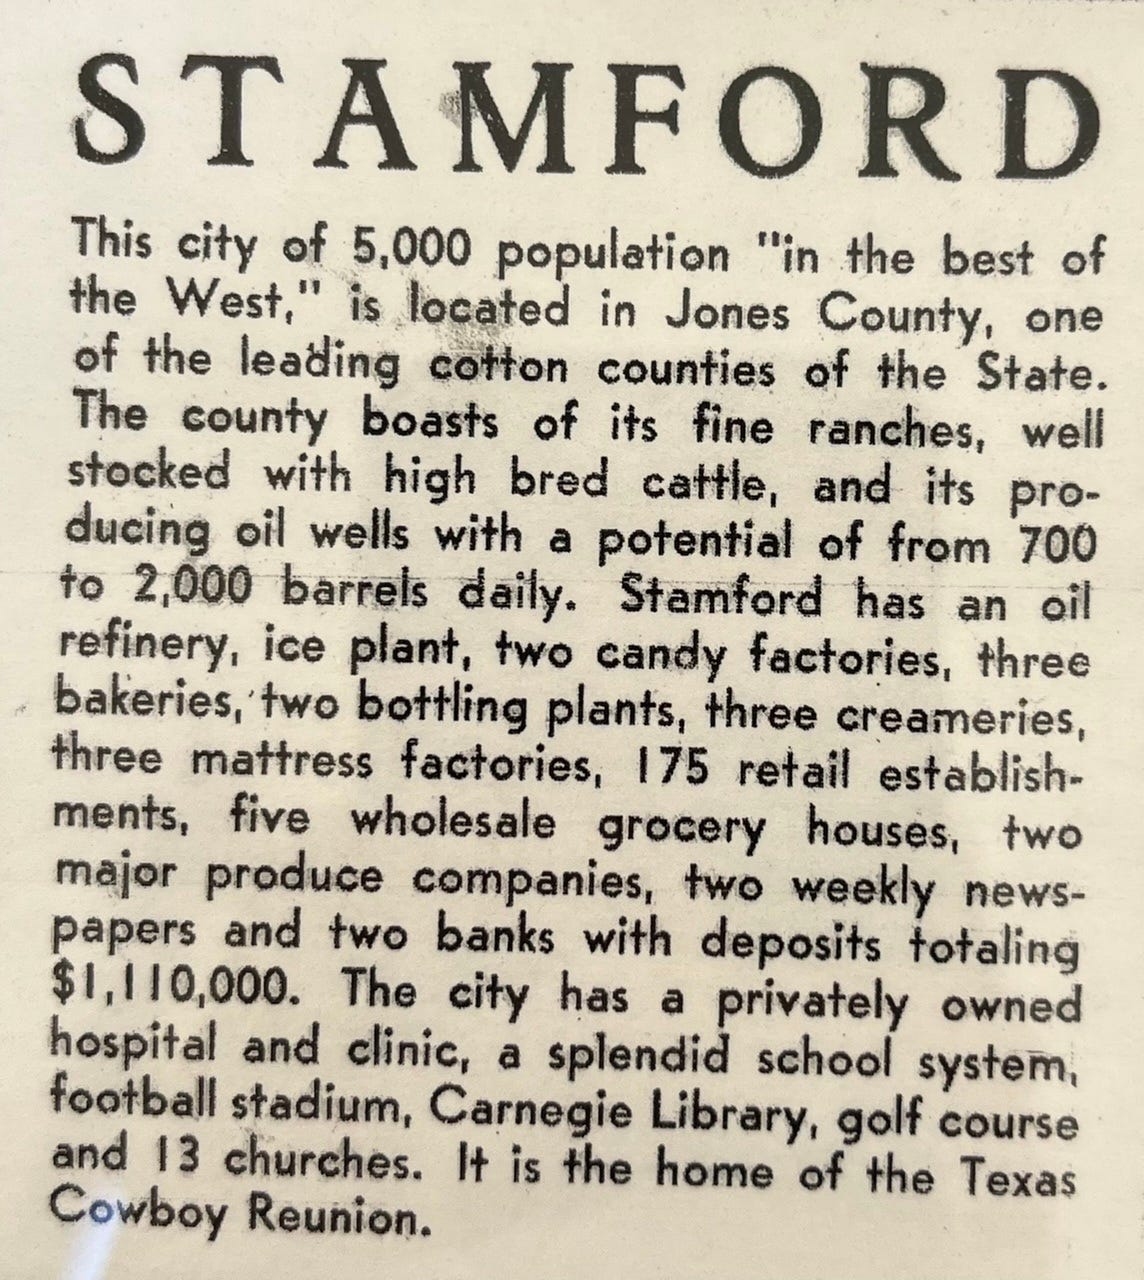 STAMFORD
This city of 5,000 population "in the best of
the West," is located in Jones County, one
of the leading cotton counties of the State.
The county boasts of its fine ranches, well
stocked with high bred cattle, and its pro-
ducing oil wells with a potential of from 700
to 2,000 barrels daily. Stamford has an oil
refinery, ice plant, two candy factories, three
bakeries, two bottling plants, three creameries,
three mattress factories, 175 retail establish-
ments, five wholesale grocery houses, two
major produce companies, two weekly news-
papers and two banks with deposits totaling
$1,110,000. The city has a privately owned
hospital and clinic, a splendid school system,
football stadium, Carnegie Library, golf course
and 13 churches. It is the home of the Texas
Cowboy Reunion.